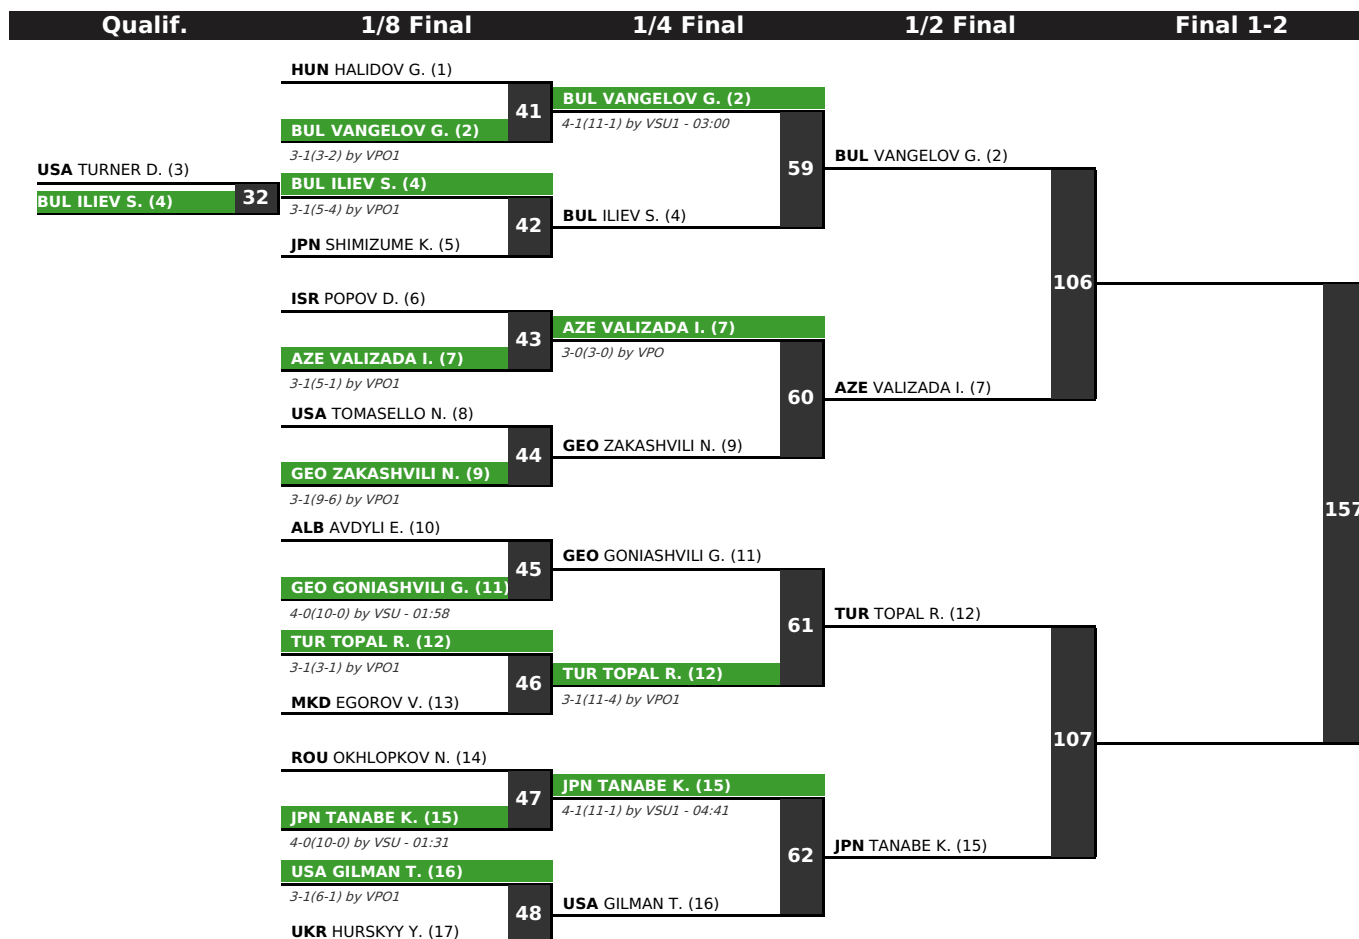 Qualif. 1/8 Final 1/4 Final 1/2 Final Final 1-2
USA TURNER D. (3)
BUL ILIEV S. (4)
32
HUN HALIDOV G. (1)
41
BUL VANGELOV G. (2)
3-1(3-2) by VPO1
BUL ILIEV S. (4)
3-1(5-4) by VPO1
42
JPN SHIMIZUME K. (5)
ISR POPOV D. (6)
43
AZE VALIZADA I. (7)
3-1(5-1) by VPO1
USA TOMASELLO N. (8)
44
GEO ZAKASHVILI N. (9)
3-1(9-6) by VPO1
ALB AVDYLI E. (10)
45
GEO GONIASHVILI G. (11)
4-0(10-0) by VSU - 01:58
TUR TOPAL R. (12)
3-1(3-1) by VPO1
46
MKD EGOROV V. (13)
ROU OKHLOPKOV N. (14)
47
JPN TANABE K. (15)
4-0(10-0) by VSU - 01:31
USA GILMAN T. (16)
3-1(6-1) by VPO1
48
UKR HURSKYY Y. (17)
BUL VANGELOV G. (2)
4-1(11-1) by VSU1 - 03:00
59
BUL ILIEV S. (4)
AZE VALIZADA I. (7)
3-0(3-0) by VPO
60
GEO ZAKASHVILI N. (9)
GEO GONIASHVILI G. (11)
61
TUR TOPAL R. (12)
3-1(11-4) by VPO1
JPN TANABE K. (15)
4-1(11-1) by VSU1 - 04:41
62
USA GILMAN T. (16)
BUL VANGELOV G. (2)
106
AZE VALIZADA I. (7)
TUR TOPAL R. (12)
107
JPN TANABE K. (15)
157